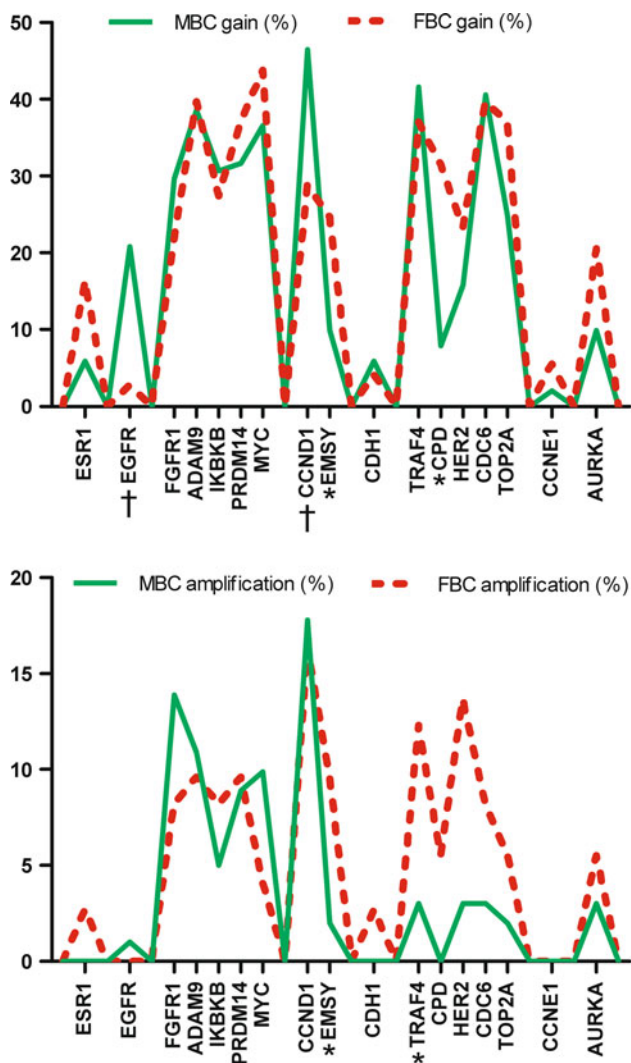 MBC gain (%) FBC gain (%)
50
40
30
20
10
0
ESR1
† EGFR
FGFR1
ADAM9
IKBKB
PRDM14
MYC
† CCND1
*EMSY
CDH1
TRAF4
*CPD
HER2
CDC6
TOP2A
CCNE1
AURKA
MBC amplification (%) FBC amplification (%)
20
15
10
5
0
ESR1
EGFR
FGFR1
ADAM9
IKBKB
PRDM14
MYC
CCND1
*EMSY
CDH1
*TRAF4
CPD
HER2
CDC6
TOP2A
CCNE1
AURKA